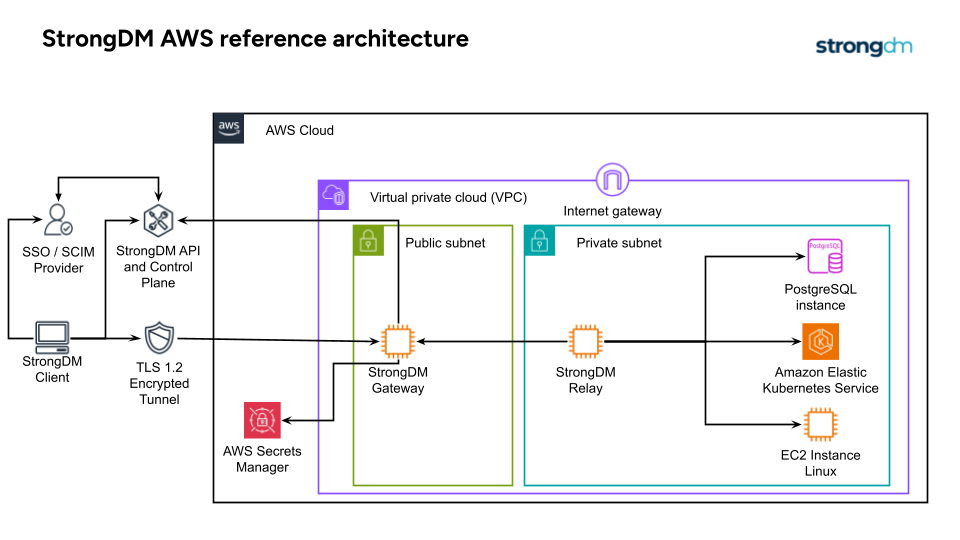 StrongDM AWS reference architecture
strongdm
aws
AWS Cloud
Virtual private cloud (VPC)
Internet gateway
Public subnet
Private subnet
SSO / SCIM
Provider
StrongDM API
and Control
Plane
PostgreSQL
PostgreSQL
instance
StrongDM
Client
TLS 1.2
Encrypted
Tunnel
StrongDM
Gateway
StrongDM
Relay
K
Amazon Elastic
Kubernetes Service
AWS Secrets
Manager
EC2 Instance
Linux